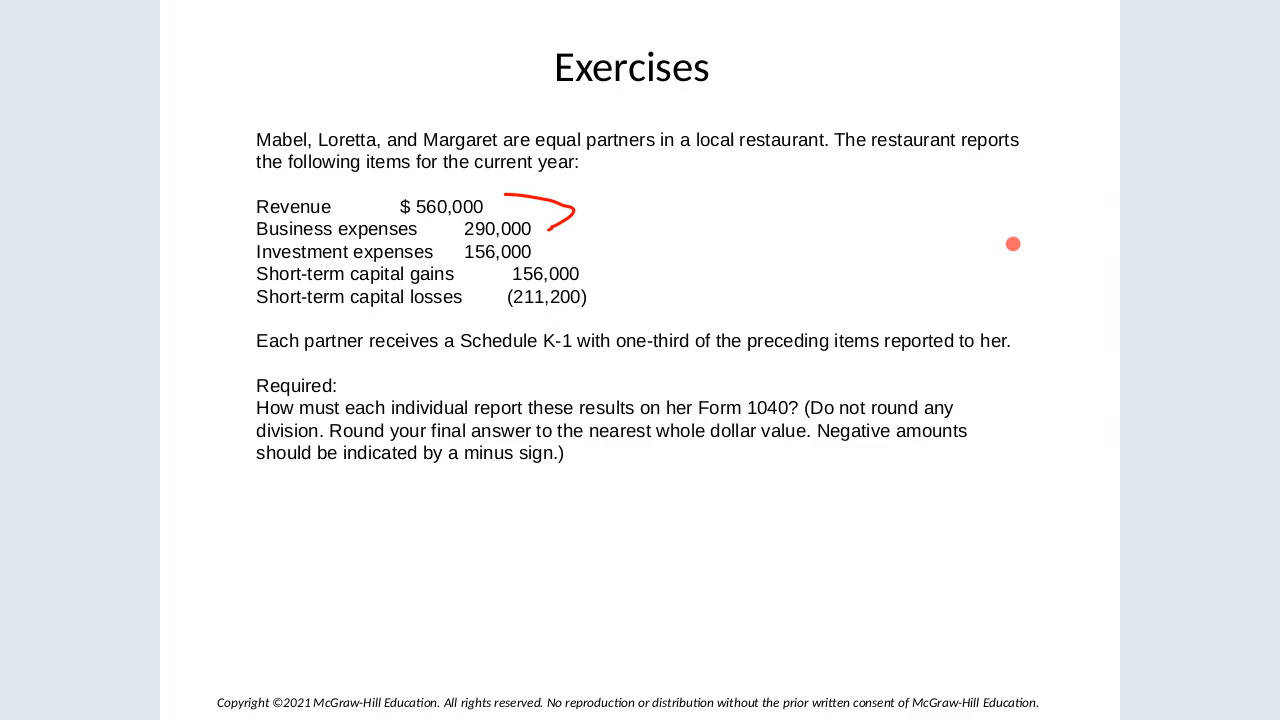 Exercises
Mabel, Loretta, and Margaret are equal partners in a local restaurant. The restaurant reports
the following items for the current year:
Revenue $ 560,000
Business expenses 290,000
Investment expenses 156,000
Short-term capital gains 156,000
Short-term capital losses (211,200)
Each partner receives a Schedule K-1 with one-third of the preceding items reported to her.
Required:
How must each individual report these results on her Form 1040? (Do not round any
division. Round your final answer to the nearest whole dollar value. Negative amounts
should be indicated by a minus sign.)
Copyright ©2021 McGraw-Hill Education. All rights reserved. No reproduction or distribution without the prior written consent of McGraw-Hill Education.